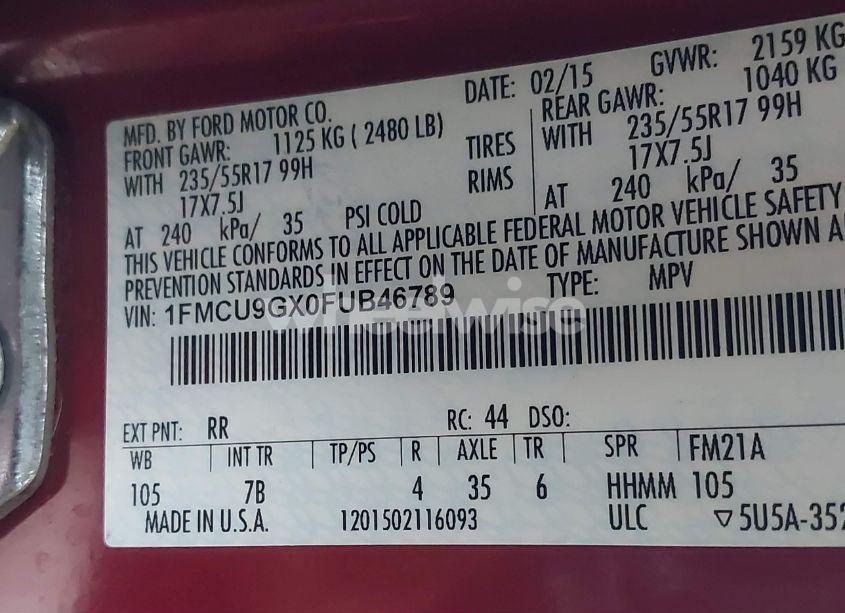 MFD. BY FORD MOTOR CO.
DATE: 02/15
GVWR: 2159 KG
FRONT GAWR: 1125 KG ( 2480 LB)
REAR GAWR: 1040 KG
WITH 235/55R17 99H
TIRES
WITH 235/55R17 99H
17X7.5J
RIMS
17X7.5J
AT 240 kPa/ 35 PSI COLD
AT 240 kPa/ 35
THIS VEHICLE CONFORMS TO ALL APPLICABLE FEDERAL MOTOR VEHICLE SAFETY
PREVENTION STANDARDS IN EFFECT ON THE DATE OF MANUFACTURE SHOWN A
VIN: 1FMCU9GX0FUB46789
TYPE: MPV
wheelwise
EXT PNT: RR RC: 44 DSO:
WB INT TR TP/PS R AXLE TR SPR FM21A
105 7B 4 35 6 HHMM 105
MADE IN U.S.A. 1201502116093 ULC ▽5U5A-352